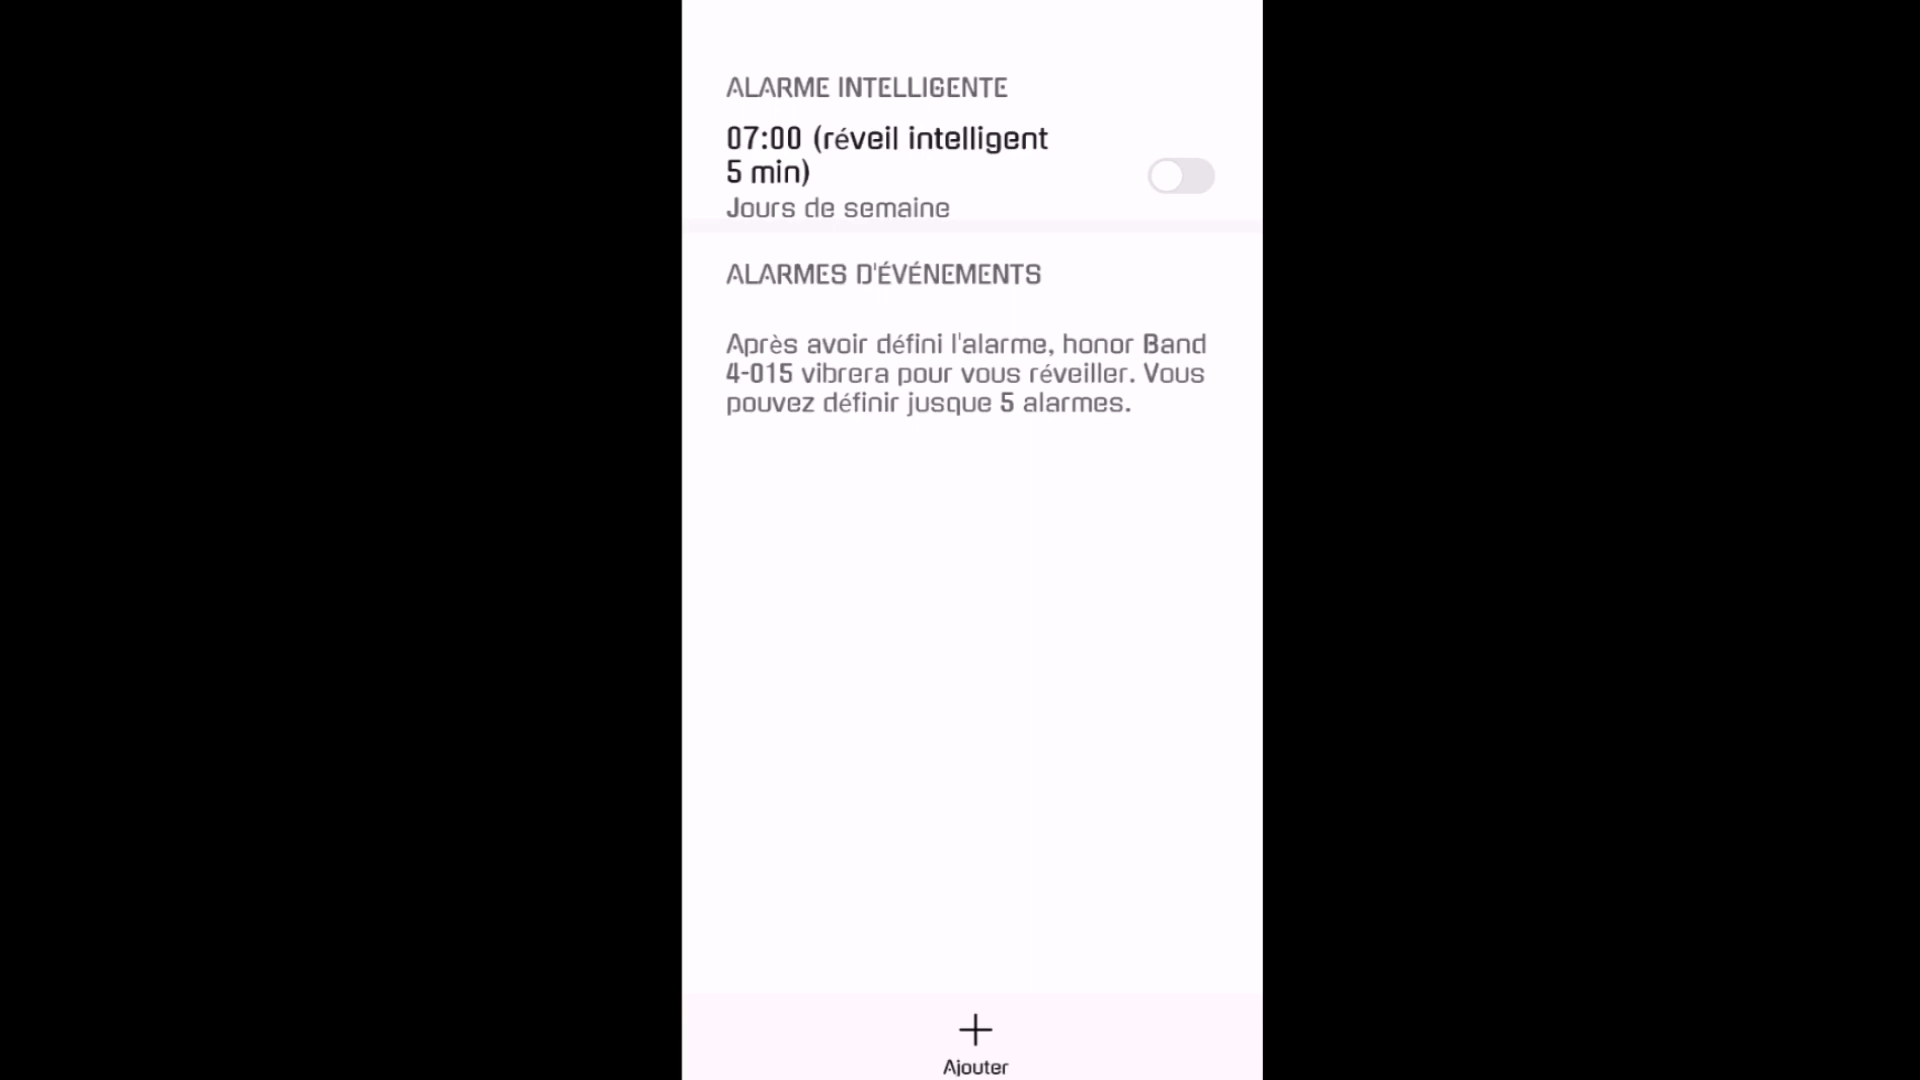 ALARME INTELLIGENTE
07:00 (réveil intelligent
5 min)
Jours de semaine
ALARMES D'ÉVÉNEMENTS
Après avoir défini l'alarme, honor Band
4-015 vibrera pour vous réveiller. Vous
pouvez définir jusque 5 alarmes.
Ajouter